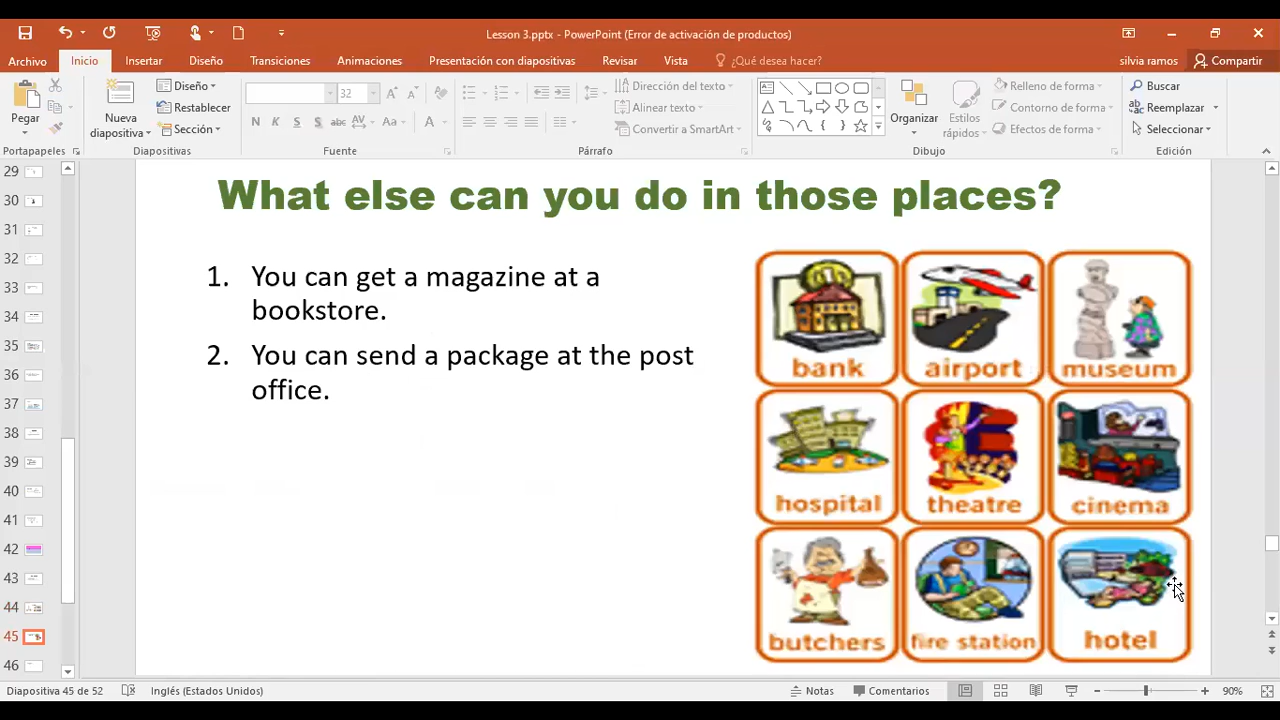 Lesson 3.pptx - PowerPoint (Error de activación de productos)
Archivo
Inicio
Insertar
Diseño
Transiciones
Animaciones
Presentación con diapositivas
Revisar
Vista
¿Qué desea hacer?
silvia ramos
Compartir
Pegar
Portapapeles
Nueva
diapositiva
Diseño
Restablecer
Sección
Diapositivas
32
N K S S abc AV Aa A
Fuente
Dirección del texto
Alinear texto
Convertir a SmartArt
Párrafo
Organizar
Estilos
rápidos
Relleno de forma
Contorno de forma
Efectos de forma
Dibujo
Buscar
Reemplazar
Seleccionar
Edición
29
30
31
32
33
34
35
36
37
38
39
40
41
42
43
44
45
46
What else can you do in those places?
1. You can get a magazine at a
bookstore.
2. You can send a package at the post
office.
bank
airport
museum
hospital
theatre
cinema
butchers
fire station
hotel
Diapositiva 45 de 52
Inglés (Estados Unidos)
Notas
Comentarios
90%